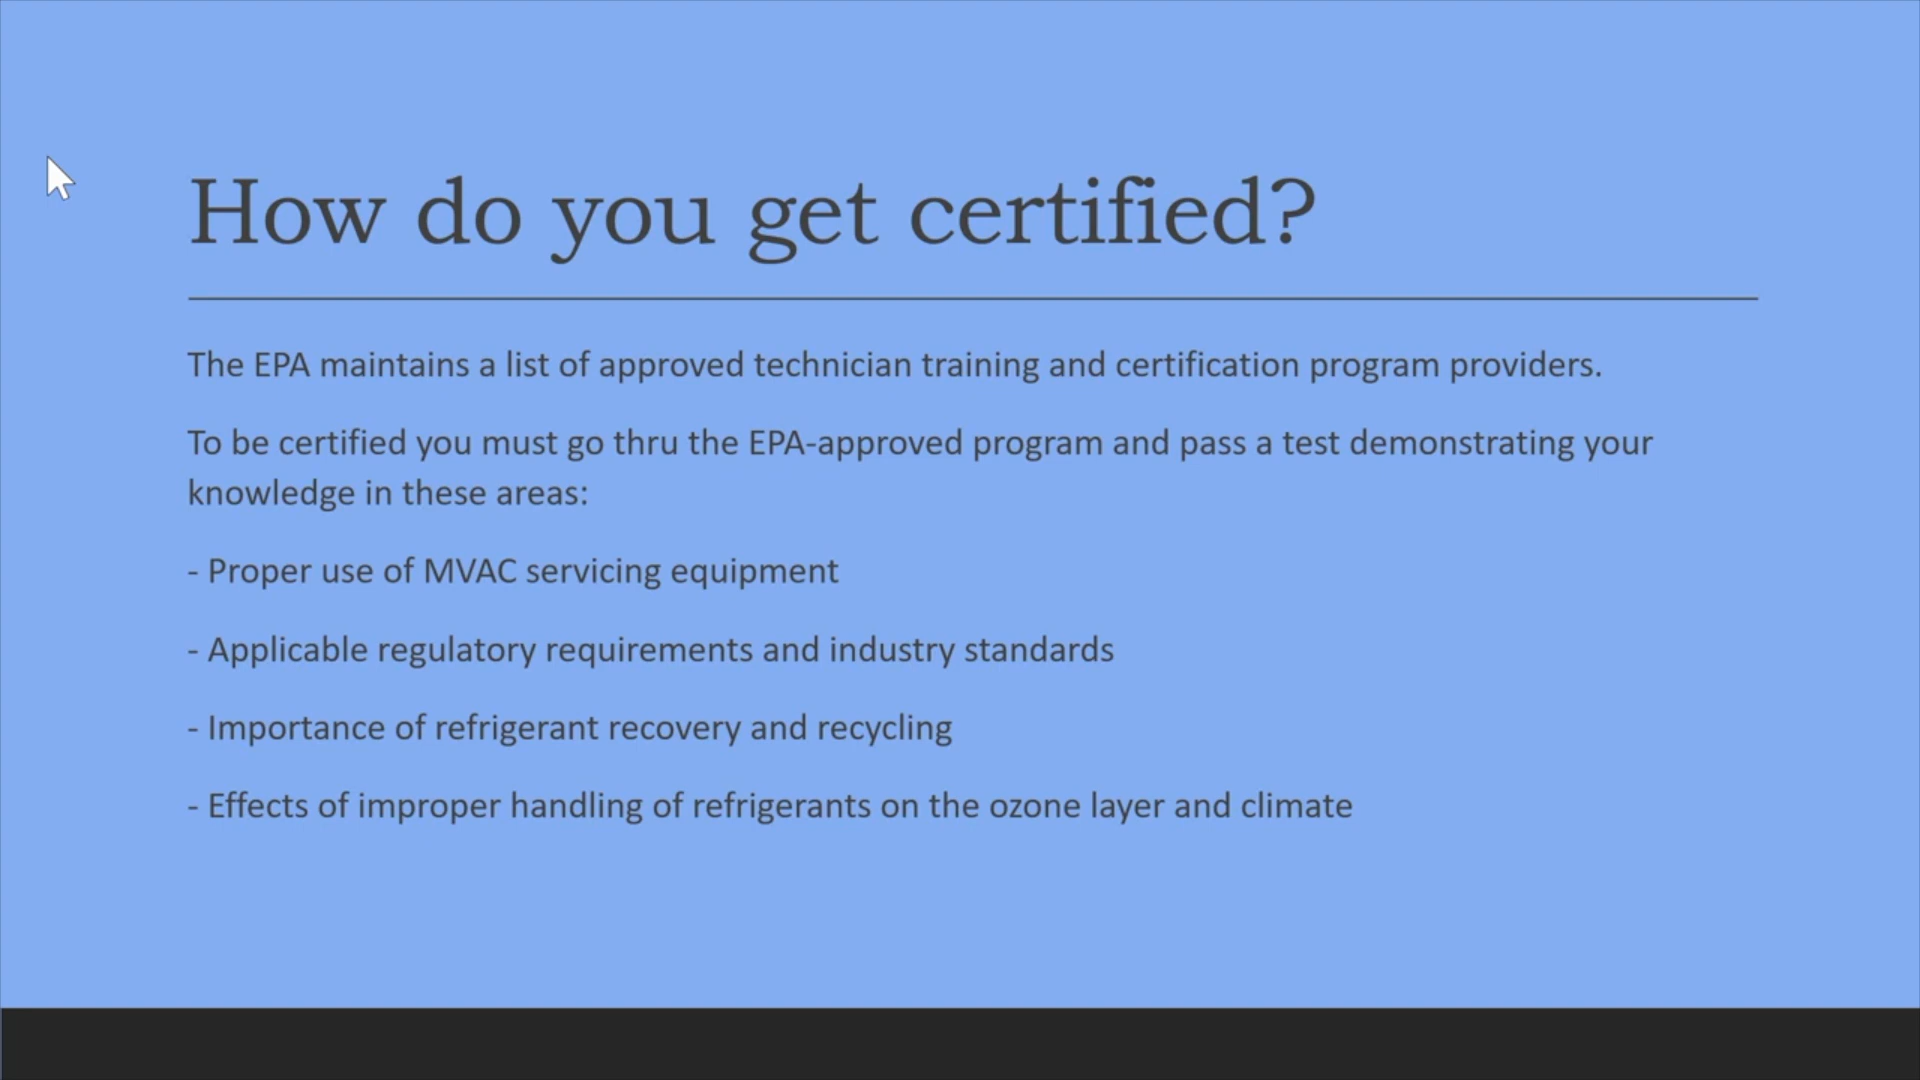 How do you get certified?
The EPA maintains a list of approved technician training and certification program providers.
To be certified you must go thru the EPA-approved program and pass a test demonstrating your
knowledge in these areas:
- Proper use of MVAC servicing equipment
- Applicable regulatory requirements and industry standards
- Importance of refrigerant recovery and recycling
- Effects of improper handling of refrigerants on the ozone layer and climate